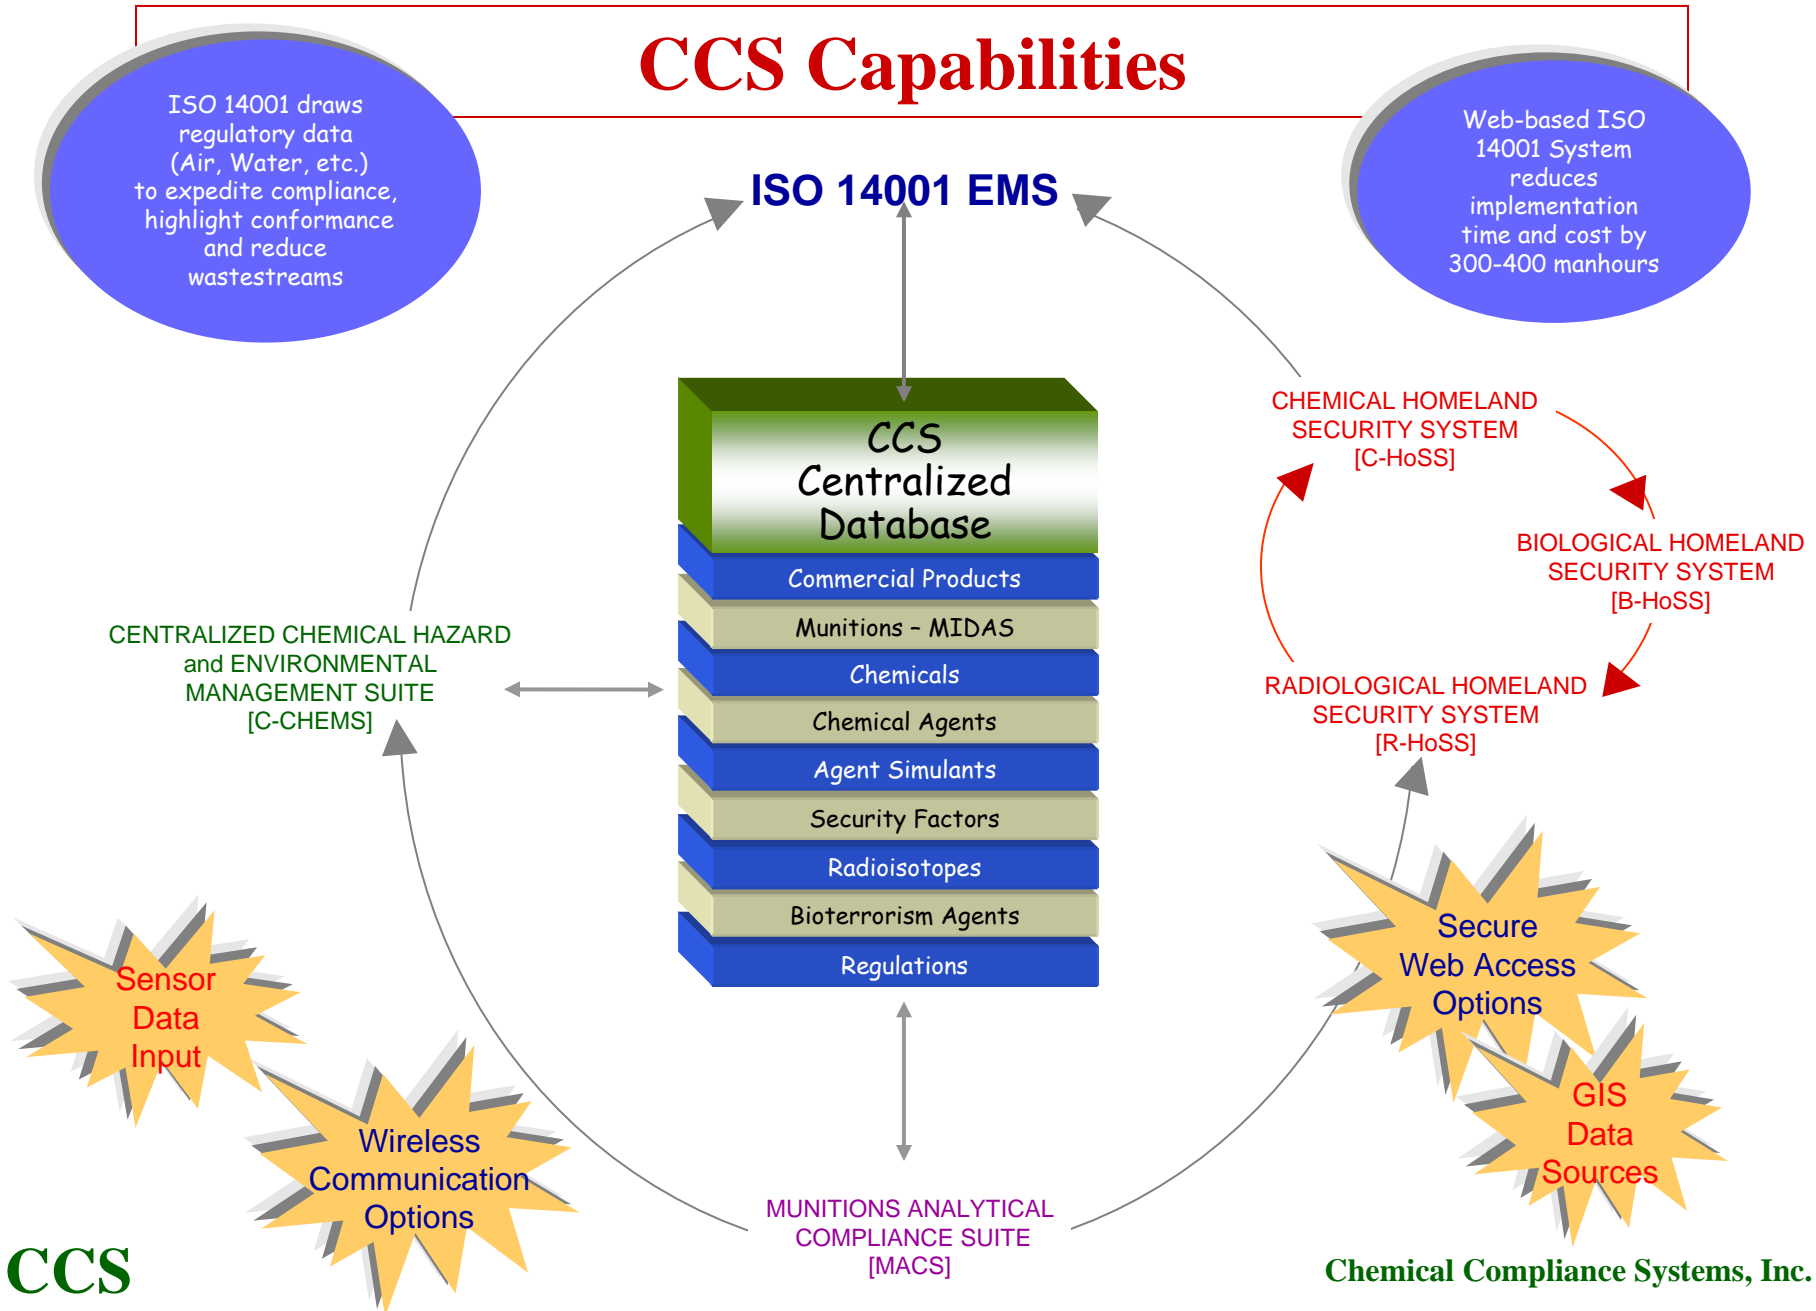 CCS Capabilities
ISO 14001 draws
regulatory data
(Air, Water, etc.)
to expedite compliance,
highlight conformance
and reduce
wastestreams
Web-based ISO
14001 System
reduces
implementation
time and cost by
300-400 manhours
ISO 14001 EMS
CCS
Centralized
Database
Commercial Products
Munitions – MIDAS
Chemicals
Chemical Agents
Agent Simulants
Security Factors
Radioisotopes
Bioterrorism Agents
Regulations
CHEMICAL HOMELAND
SECURITY SYSTEM
[C-HoSS]
BIOLOGICAL HOMELAND
SECURITY SYSTEM
[B-HoSS]
RADIOLOGICAL HOMELAND
SECURITY SYSTEM
[R-HoSS]
CENTRALIZED CHEMICAL HAZARD
and ENVIRONMENTAL
MANAGEMENT SUITE
[C-CHEMS]
Sensor
Data
Input
Wireless
Communication
Options
Secure
Web Access
Options
GIS
Data
Sources
MUNITIONS ANALYTICAL
COMPLIANCE SUITE
[MACS]
CCS
Chemical Compliance Systems, Inc.